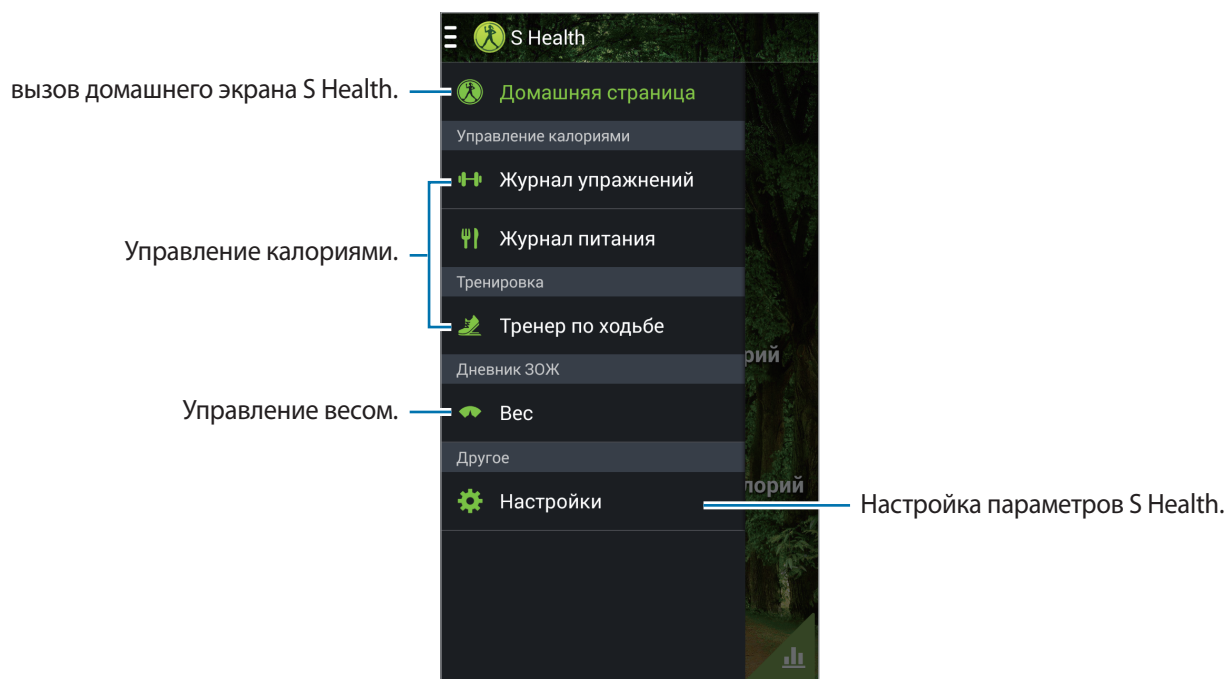 S Health
вызов домашнего экрана S Health.
Домашняя страница
Управление калориями
Журнал упражнений
Управление калориями.
Журнал питания
Тренировка
Тренер по ходьбе
рий
Дневник ЗОЖ
Управление весом.
Вес
Другое
лорий
Настройки
Настройка параметров S Health.